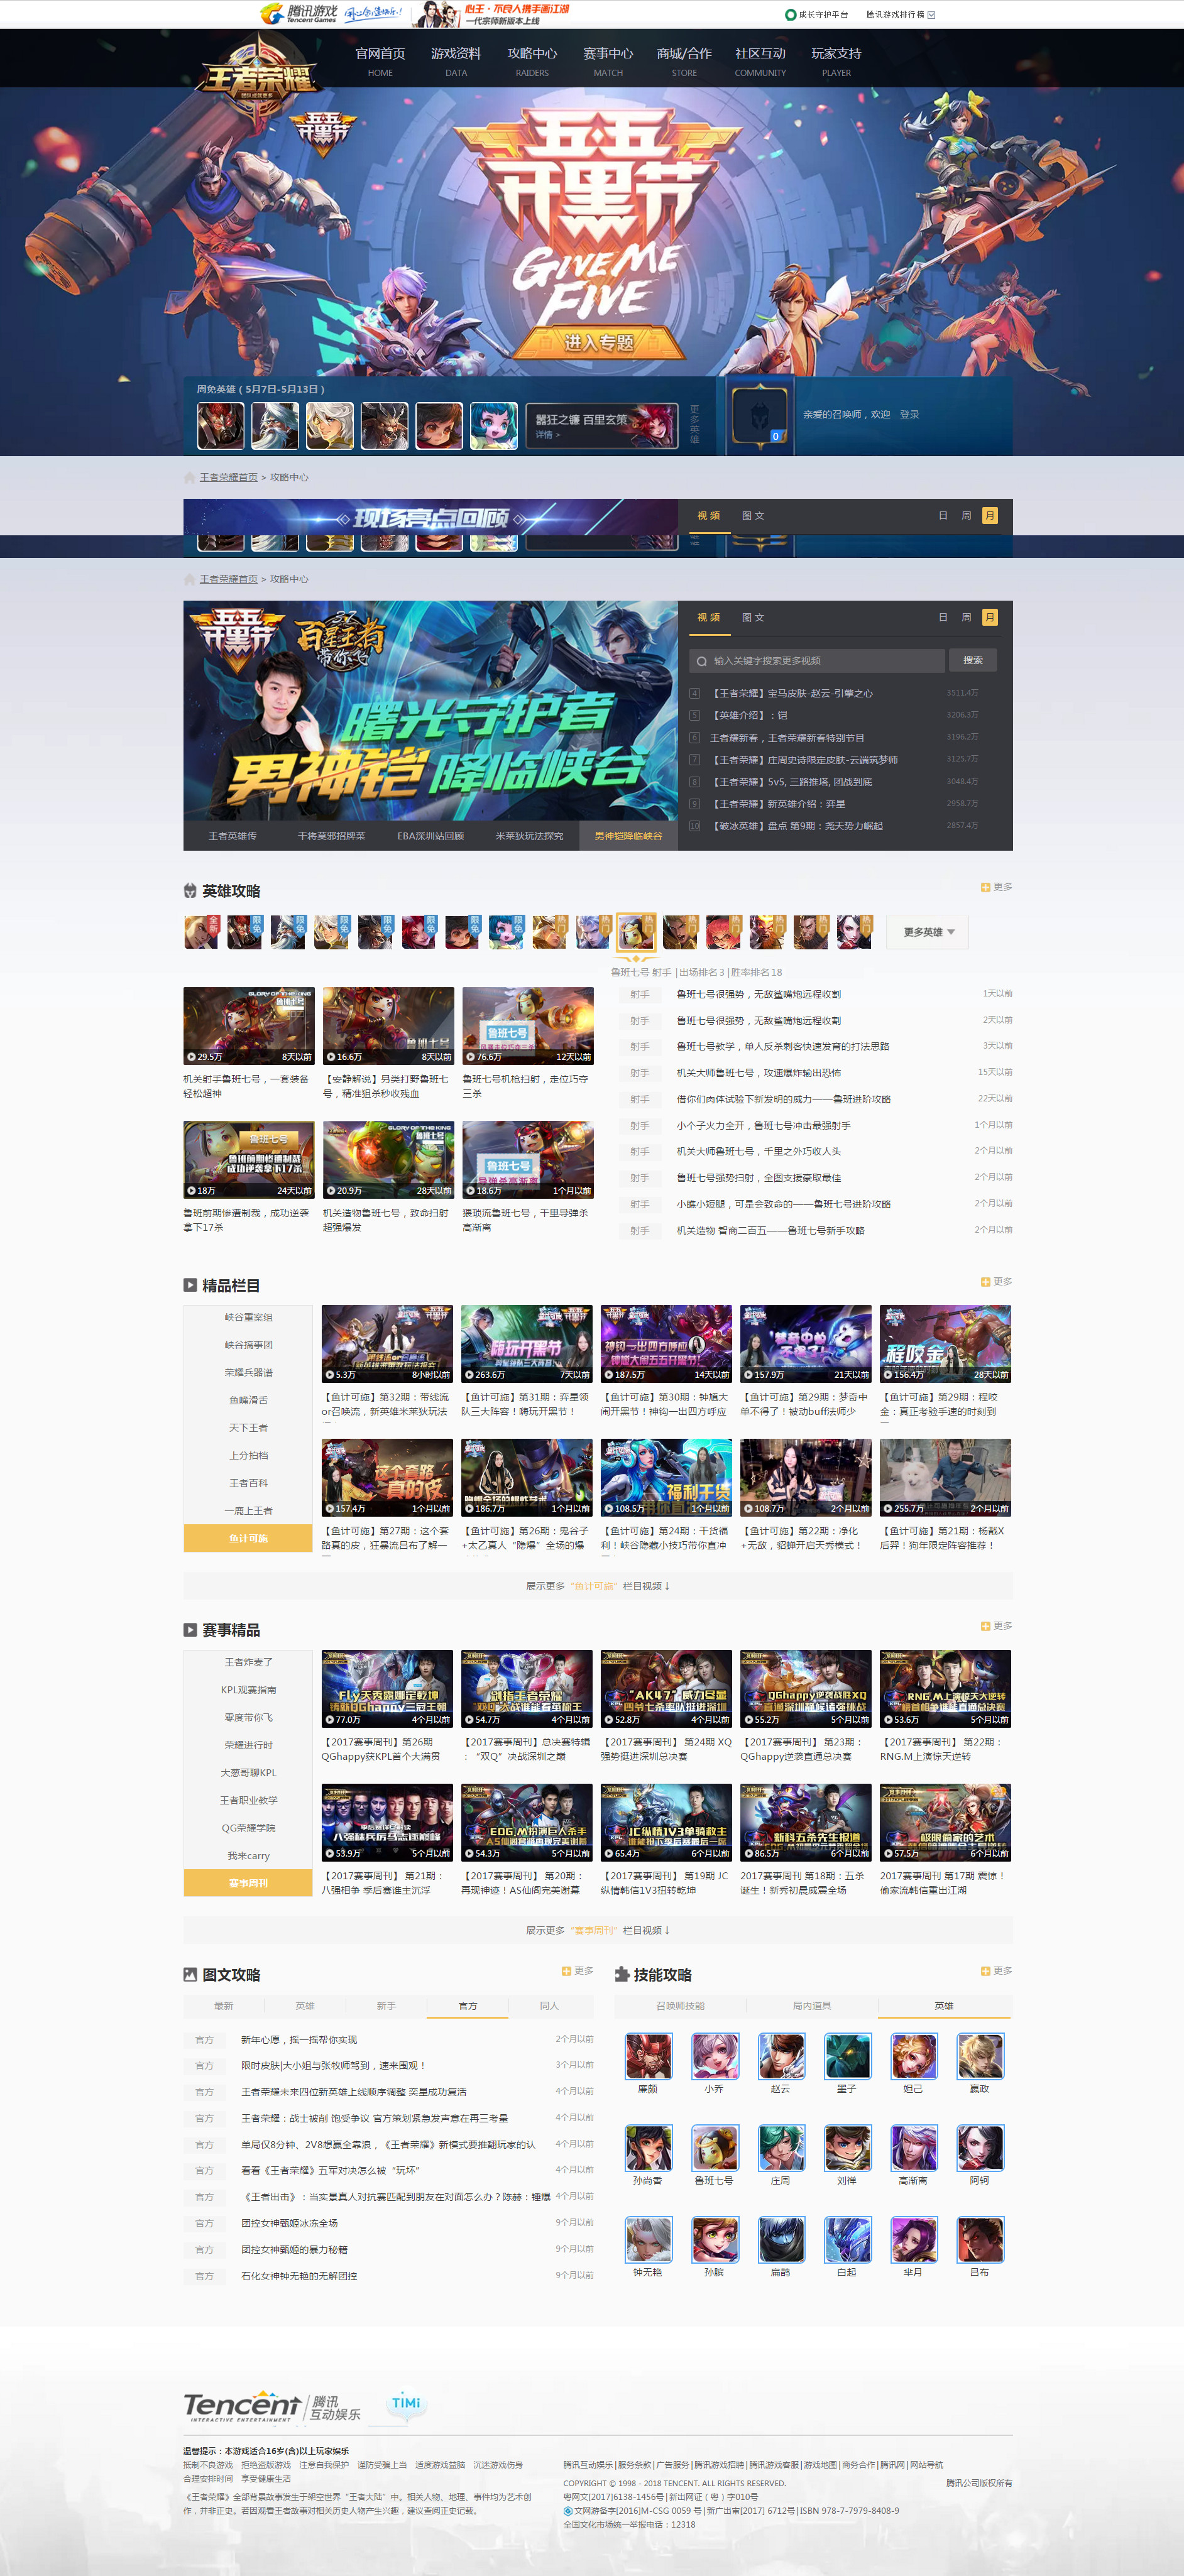 腾讯游戏
Tencent Games
心王·不良人携手画江湖
一代宗师新版本上线
成长守护平台
腾讯游戏排行榜
王者荣耀
官网首页 游戏资料 攻略中心 赛事中心 商城/合作 社区互动 玩家支持
HOME DATA RAIDERS MATCH STORE COMMUNITY PLAYER
五五
开黑节
五五
开黑节
GIVE ME
FIVE
进入专题
周免英雄（5月7日-5月13日）
嚣狂之镰 百里玄策
详情 >
更多英雄
0
亲爱的召唤师，欢迎 登录
王者荣耀首页 > 攻略中心
现场亮点回顾
视 频 图 文 日 周 月
王者荣耀首页 > 攻略中心
五五
开黑节
百星王者
带你飞
曙光守护者
男神铠 降临峡谷
王者英雄传 干将莫邪招牌菜 EBA深圳站回顾 米莱狄玩法探究 男神铠降临峡谷
视 频 图 文 日 周 月
输入关键字搜索更多视频 搜索
4 【王者荣耀】宝马皮肤-赵云-引擎之心 3511.4万
5 【英雄介绍】：铠 3206.3万
6 王者耀新春，王者荣耀新春特别节目 3196.2万
7 【王者荣耀】庄周史诗限定皮肤-云端筑梦师 3125.7万
8 【王者荣耀】5v5, 三路推塔, 团战到底 3048.4万
9 【王者荣耀】新英雄介绍：弈星 2958.7万
10 【破冰英雄】盘点 第9期：尧天势力崛起 2857.4万
英雄攻略 更多
全新 限免 限免 限免 限免 限免 限免 限免 热门 热门 热门 热门 热门 热门 热门 热门
更多英雄
鲁班七号 射手 |出场排名3 |胜率排名18
29.5万 8天以前
16.6万 8天以前
76.6万 12天以前
机关射手鲁班七号，一套装备
轻松超神
【安静解说】另类打野鲁班七
号，精准狙杀秒收残血
鲁班七号机枪扫射，走位巧夺
三杀
鲁班七号
鲁班前期惨遭制裁
成功逆袭拿下17杀
18万 24天以前
20.9万 28天以前
18.6万 1个月以前
鲁班前期惨遭制裁，成功逆袭
拿下17杀
机关造物鲁班七号，致命扫射
超强爆发
猥琐流鲁班七号，千里导弹杀
高渐离
射手 鲁班七号很强势，无敌鲨嘴炮远程收割 1天以前
射手 鲁班七号很强势，无敌鲨嘴炮远程收割 2天以前
射手 鲁班七号教学，单人反杀刺客快速发育的打法思路 3天以前
射手 机关大师鲁班七号，攻速爆炸输出恐怖 15天以前
射手 借你们肉体试验下新发明的威力——鲁班进阶攻略 22天以前
射手 小个子火力全开，鲁班七号冲击最强射手 1个月以前
射手 机关大师鲁班七号，千里之外巧收人头 2个月以前
射手 鲁班七号强势扫射，全图支援豪取最佳 2个月以前
射手 小瞧小短腿，可是会致命的——鲁班七号进阶攻略 2个月以前
射手 机关造物 智商二百五——鲁班七号新手攻略 2个月以前
精品栏目 更多
峡谷重案组
峡谷搞事团
荣耀兵器谱
鱼嘴滑舌
天下王者
上分拍档
王者百科
一鹿上王者
鱼计可施
5.3万 8小时以前
263.6万 7天以前
187.5万 14天以前
157.9万 21天以前
156.4万 28天以前
【鱼计可施】第32期：带线流
or召唤流，新英雄米莱狄玩法
【鱼计可施】第31期：弈星领
队三大阵容！嗨玩开黑节！
【鱼计可施】第30期：钟馗大
闹开黑节！神钩一出四方呼应
【鱼计可施】第29期：梦奇中
单不得了！被动buff法师少
【鱼计可施】第29期：程咬
金：真正考验手速的时刻到
157.4万 1个月以前
186.7万 1个月以前
108.5万 1个月以前
108.7万 2个月以前
255.7万 2个月以前
【鱼计可施】第27期：这个套
路真的皮，狂暴流吕布了解一
【鱼计可施】第26期：鬼谷子
+太乙真人“隐爆”全场的爆
【鱼计可施】第24期：干货福
利！峡谷隐藏小技巧带你直冲
【鱼计可施】第22期：净化
+无敌，貂蝉开启天秀模式！
【鱼计可施】第21期：杨戬X
后羿！狗年限定阵容推荐！
展示更多 “鱼计可施” 栏目视频↓
赛事精品 更多
王者炸麦了
KPL观赛指南
零度带你飞
荣耀进行时
大葱哥聊KPL
王者职业教学
QG荣耀学院
我来carry
赛事周刊
77.0万 4个月以前
54.7万 4个月以前
52.8万 4个月以前
55.2万 5个月以前
53.6万 5个月以前
【2017赛事周刊】第26期
QGhappy获KPL首个大满贯
【2017赛事周刊】总决赛特辑
：“双Q”决战深圳之巅
【2017赛事周刊】 第24期 XQ
强势挺进深圳总决赛
【2017赛事周刊】 第23期：
QGhappy逆袭直通总决赛
【2017赛事周刊】 第22期：
RNG.M上演惊天逆转
53.9万 5个月以前
54.3万 5个月以前
65.4万 6个月以前
86.5万 6个月以前
57.5万 6个月以前
【2017赛事周刊】 第21期：
八强相争 季后赛谁主沉浮
【2017赛事周刊】 第20期：
再现神迹！AS仙阁完美谢幕
【2017赛事周刊】 第19期 JC
纵情韩信1V3扭转乾坤
2017赛事周刊 第18期：五杀
诞生！新秀初晨威震全场
2017赛事周刊 第17期 震惊！
偷家流韩信重出江湖
展示更多 “赛事周刊” 栏目视频↓
图文攻略 更多
最新 英雄 新手 官方 同人
官方 新年心愿，摇一摇帮你实现 2个月以前
官方 限时皮肤|大小姐与张牧师驾到，速来围观！ 3个月以前
官方 王者荣耀未来四位新英雄上线顺序调整 奕星成功复活 4个月以前
官方 王者荣耀：战士被削 饱受争议 官方策划紧急发声意在再三考量 4个月以前
官方 单局仅8分钟、2V8想赢全靠浪，《王者荣耀》新模式要推翻玩家的认 4个月以前
官方 看看《王者荣耀》五军对决怎么被“玩坏” 4个月以前
官方 《王者出击》：当实景真人对抗赛匹配到朋友在对面怎么办？陈赫：锤爆 4个月以前
官方 团控女神甄姬冰冻全场 9个月以前
官方 团控女神甄姬的暴力秘籍 9个月以前
官方 石化女神钟无艳的无解团控 9个月以前
技能攻略 更多
召唤师技能 局内道具 英雄
廉颇 小乔 赵云 墨子 妲己 嬴政
孙尚香 鲁班七号 庄周 刘禅 高渐离 阿轲
钟无艳 孙膑 扁鹊 白起 芈月 吕布
Tencent 腾讯
INTERACTIVE ENTERTAINMENT 互动娱乐
TiMi
温馨提示：本游戏适合16岁(含)以上玩家娱乐
抵制不良游戏 拒绝盗版游戏 注意自我保护 谨防受骗上当 适度游戏益脑 沉迷游戏伤身
合理安排时间 享受健康生活
《王者荣耀》全部背景故事发生于架空世界“王者大陆”中。相关人物、地理、事件均为艺术创
作，并非正史。若因观看王者故事对相关历史人物产生兴趣，建议查阅正史记载。
腾讯互动娱乐|服务条款|广告服务|腾讯游戏招聘|腾讯游戏客服|游戏地图|商务合作|腾讯网|网站导航
COPYRIGHT © 1998 - 2018 TENCENT. ALL RIGHTS RESERVED. 腾讯公司版权所有
粤网文[2017]6138-1456号|新出网证（粤）字010号
文网游备字[2016]M-CSG 0059 号|新广出审[2017] 6712号|ISBN 978-7-7979-8408-9
全国文化市场统一举报电话：12318